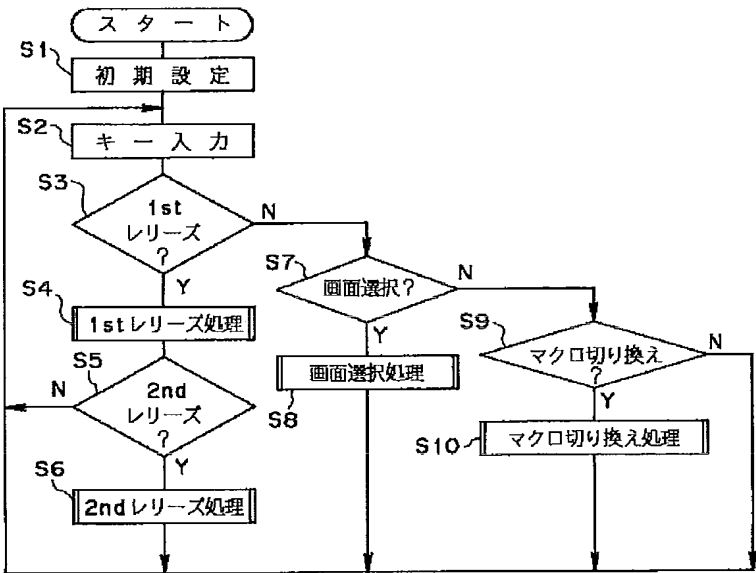 スタート
S1
初期設定
S2
キー入力
S3
1st
レリーズ
?
N
Y
S4
1stレリーズ処理
S5
2nd
レリーズ
?
N
Y
S6
2ndレリーズ処理
S7
画面選択?
N
Y
画面選択処理
S8
S9
マクロ切り換え
?
N
Y
S10
マクロ切り換え処理